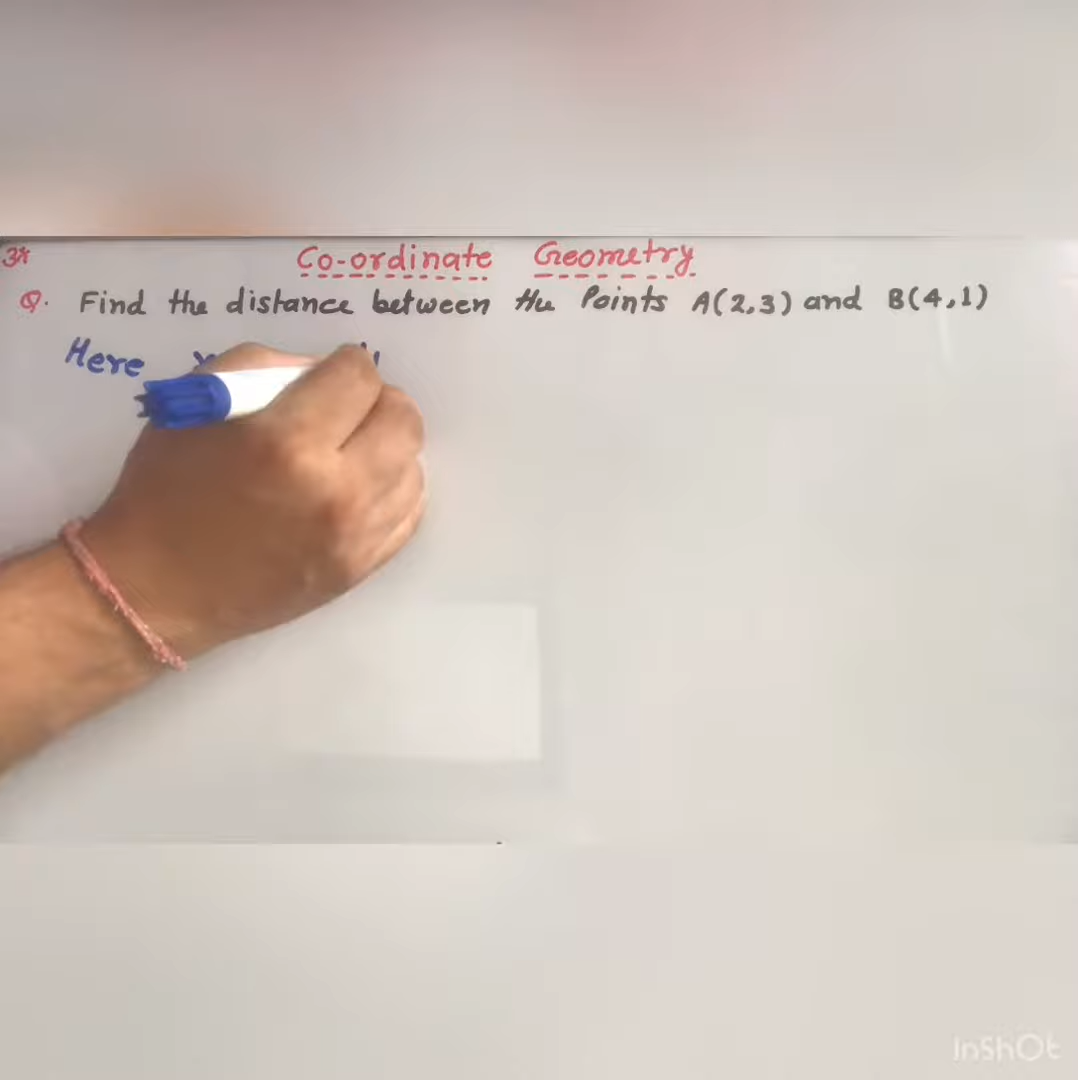 Co-ordinate Geometry
Q. Find the distance between the Points A(2,3) and B(4,1)
Here
InShOt